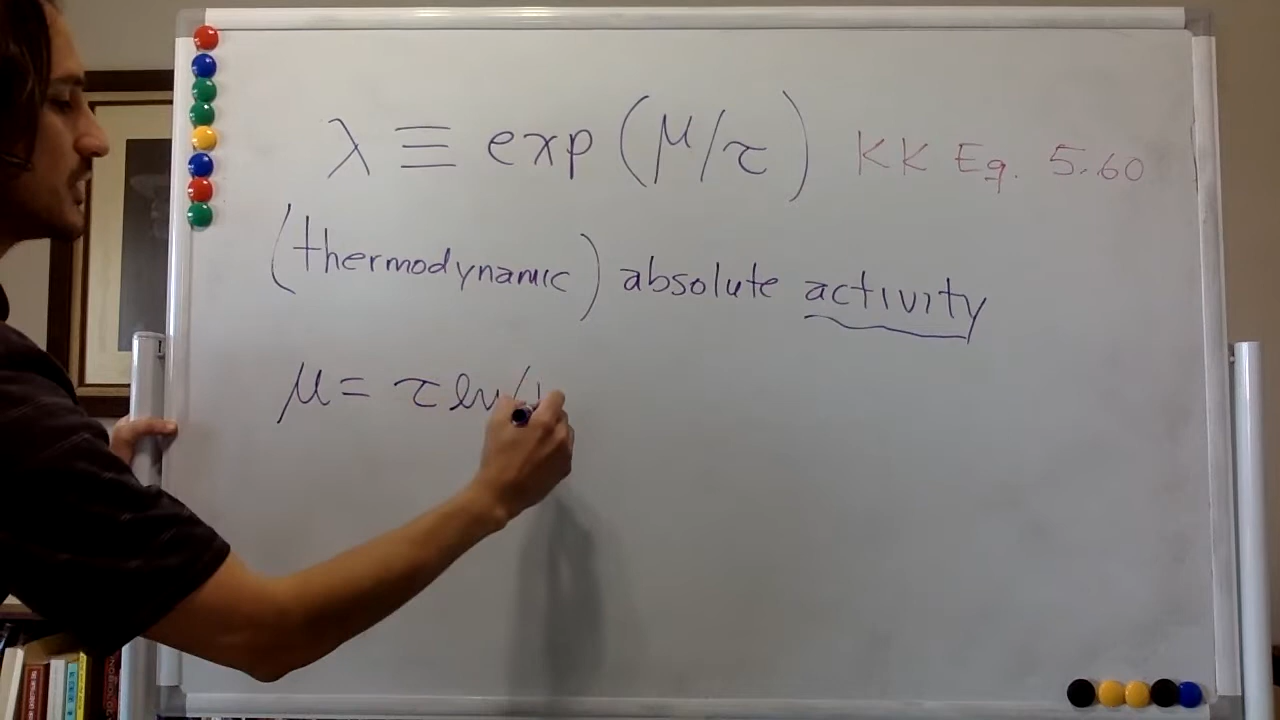 λ ≡ exp (μ/τ) KK Eq. 5.60
(thermodynamic) absolute activity
μ = τ ln(